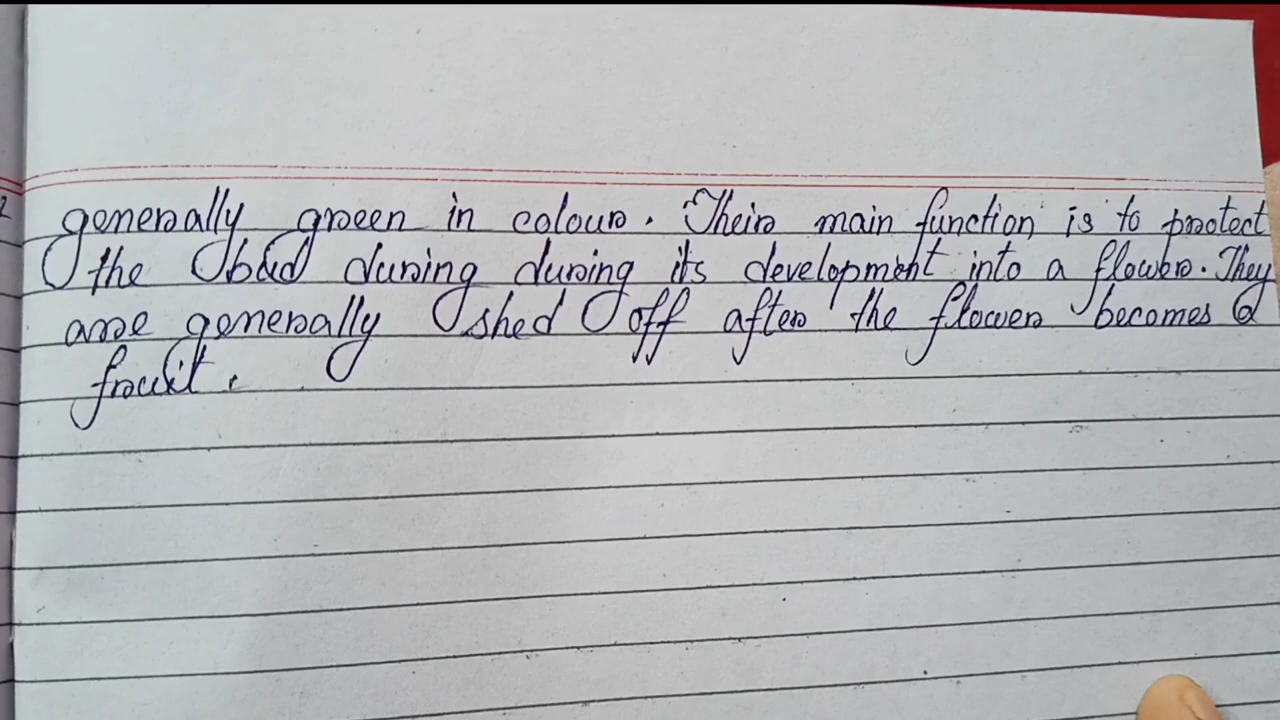 generally green in colour. Their main function is to protect
the bud during during its development into a flower. They
are generally shed off after the flower becomes a
fruit.